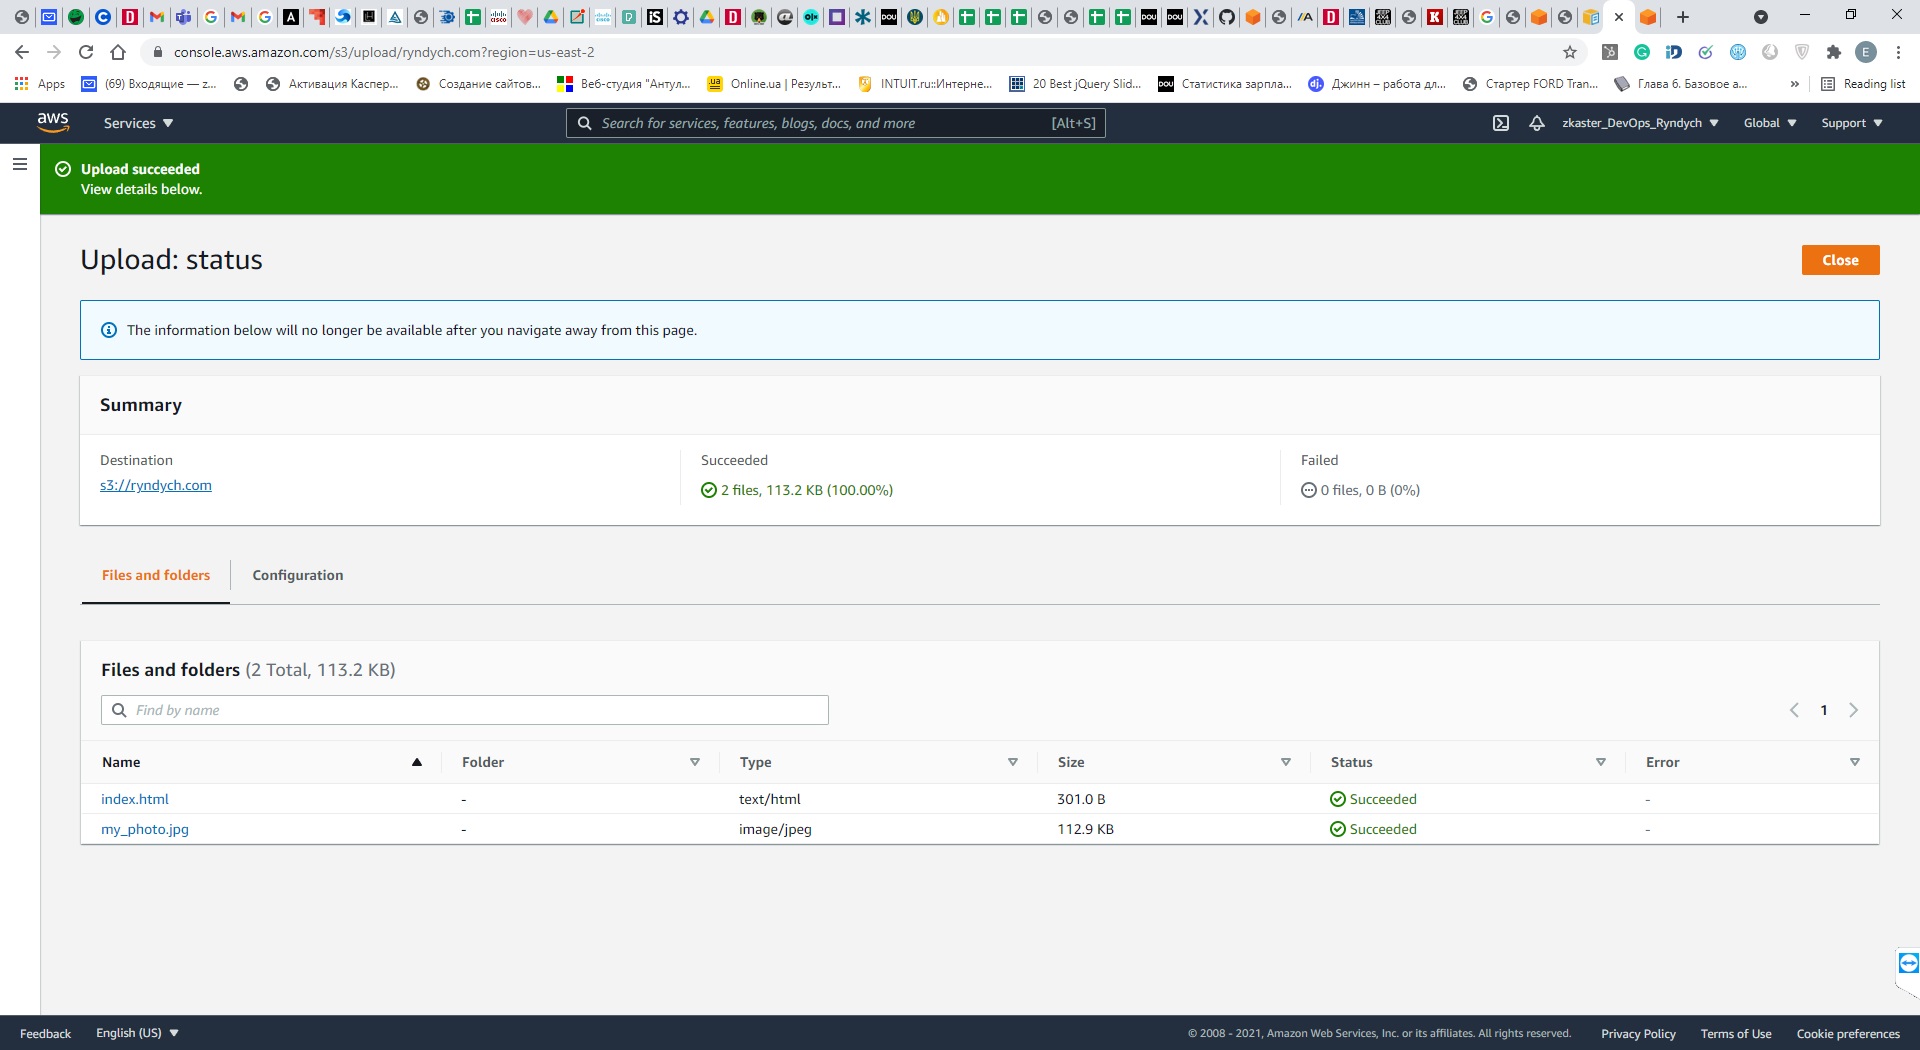 console.aws.amazon.com/s3/upload/ryndych.com?region=us-east-2
E
Apps
(69) Входящие — z...
Активация Каспер...
Создание сайтов...
Веб-студия "Антул...
Online.ua | Результ...
INTUIT.ru::Интерне...
20 Best jQuery Slid...
DOU
Статистика зарпла...
dj.
Джинн – работа дл...
Стартер FORD Tran...
Глава 6. Базовое а...
»
Reading list
aws
Services
Search for services, features, blogs, docs, and more
[Alt+S]
zkaster_DevOps_Ryndych
Global
Support
Upload succeeded
View details below.
Upload: status
Close
The information below will no longer be available after you navigate away from this page.
Summary
Destination
Succeeded
Failed
s3://ryndych.com
2 files, 113.2 KB (100.00%)
0 files, 0 B (0%)
Files and folders
Configuration
Files and folders (2 Total, 113.2 KB)
Find by name
1
Name
Folder
Type
Size
Status
Error
index.html
-
text/html
301.0 B
Succeeded
-
my_photo.jpg
-
image/jpeg
112.9 KB
Succeeded
-
Feedback
English (US)
© 2008 - 2021, Amazon Web Services, Inc. or its affiliates. All rights reserved.
Privacy Policy
Terms of Use
Cookie preferences